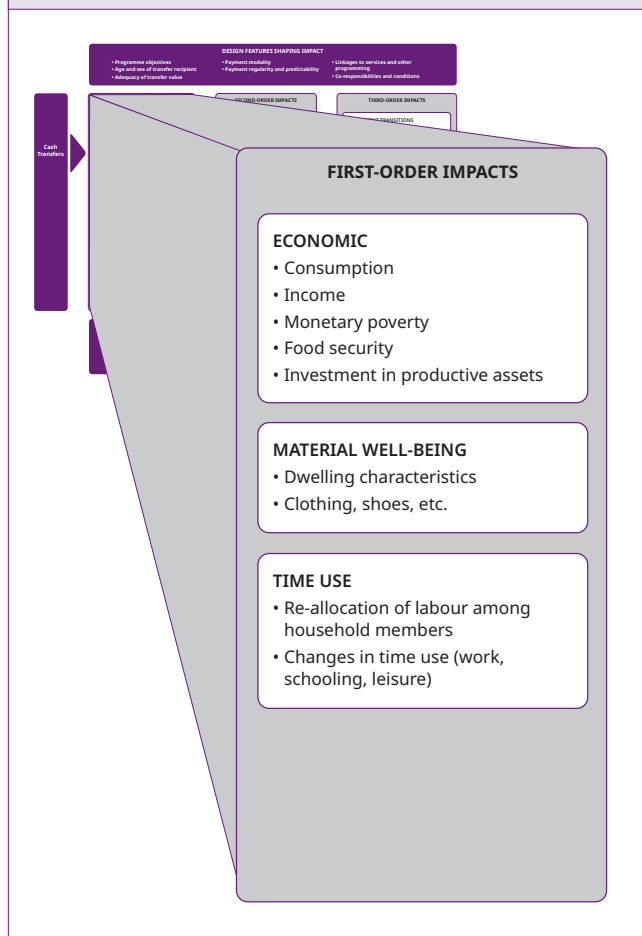 DESIGN FEATURES SHAPING IMPACT
• Programme objectives
• Age and sex of transfer recipient
• Adequacy of transfer value
• Payment modality
• Payment regularity and predictability
• Linkages to services and other
programming
• Co-responsibilities and conditions
Cash
Transfers
SECOND-ORDER IMPACTS
THIRD-ORDER IMPACTS
TRANSITIONS
FIRST-ORDER IMPACTS
ECONOMIC
• Consumption
• Income
• Monetary poverty
• Food security
• Investment in productive assets
MATERIAL WELL-BEING
• Dwelling characteristics
• Clothing, shoes, etc.
TIME USE
• Re-allocation of labour among
household members
• Changes in time use (work,
schooling, leisure)